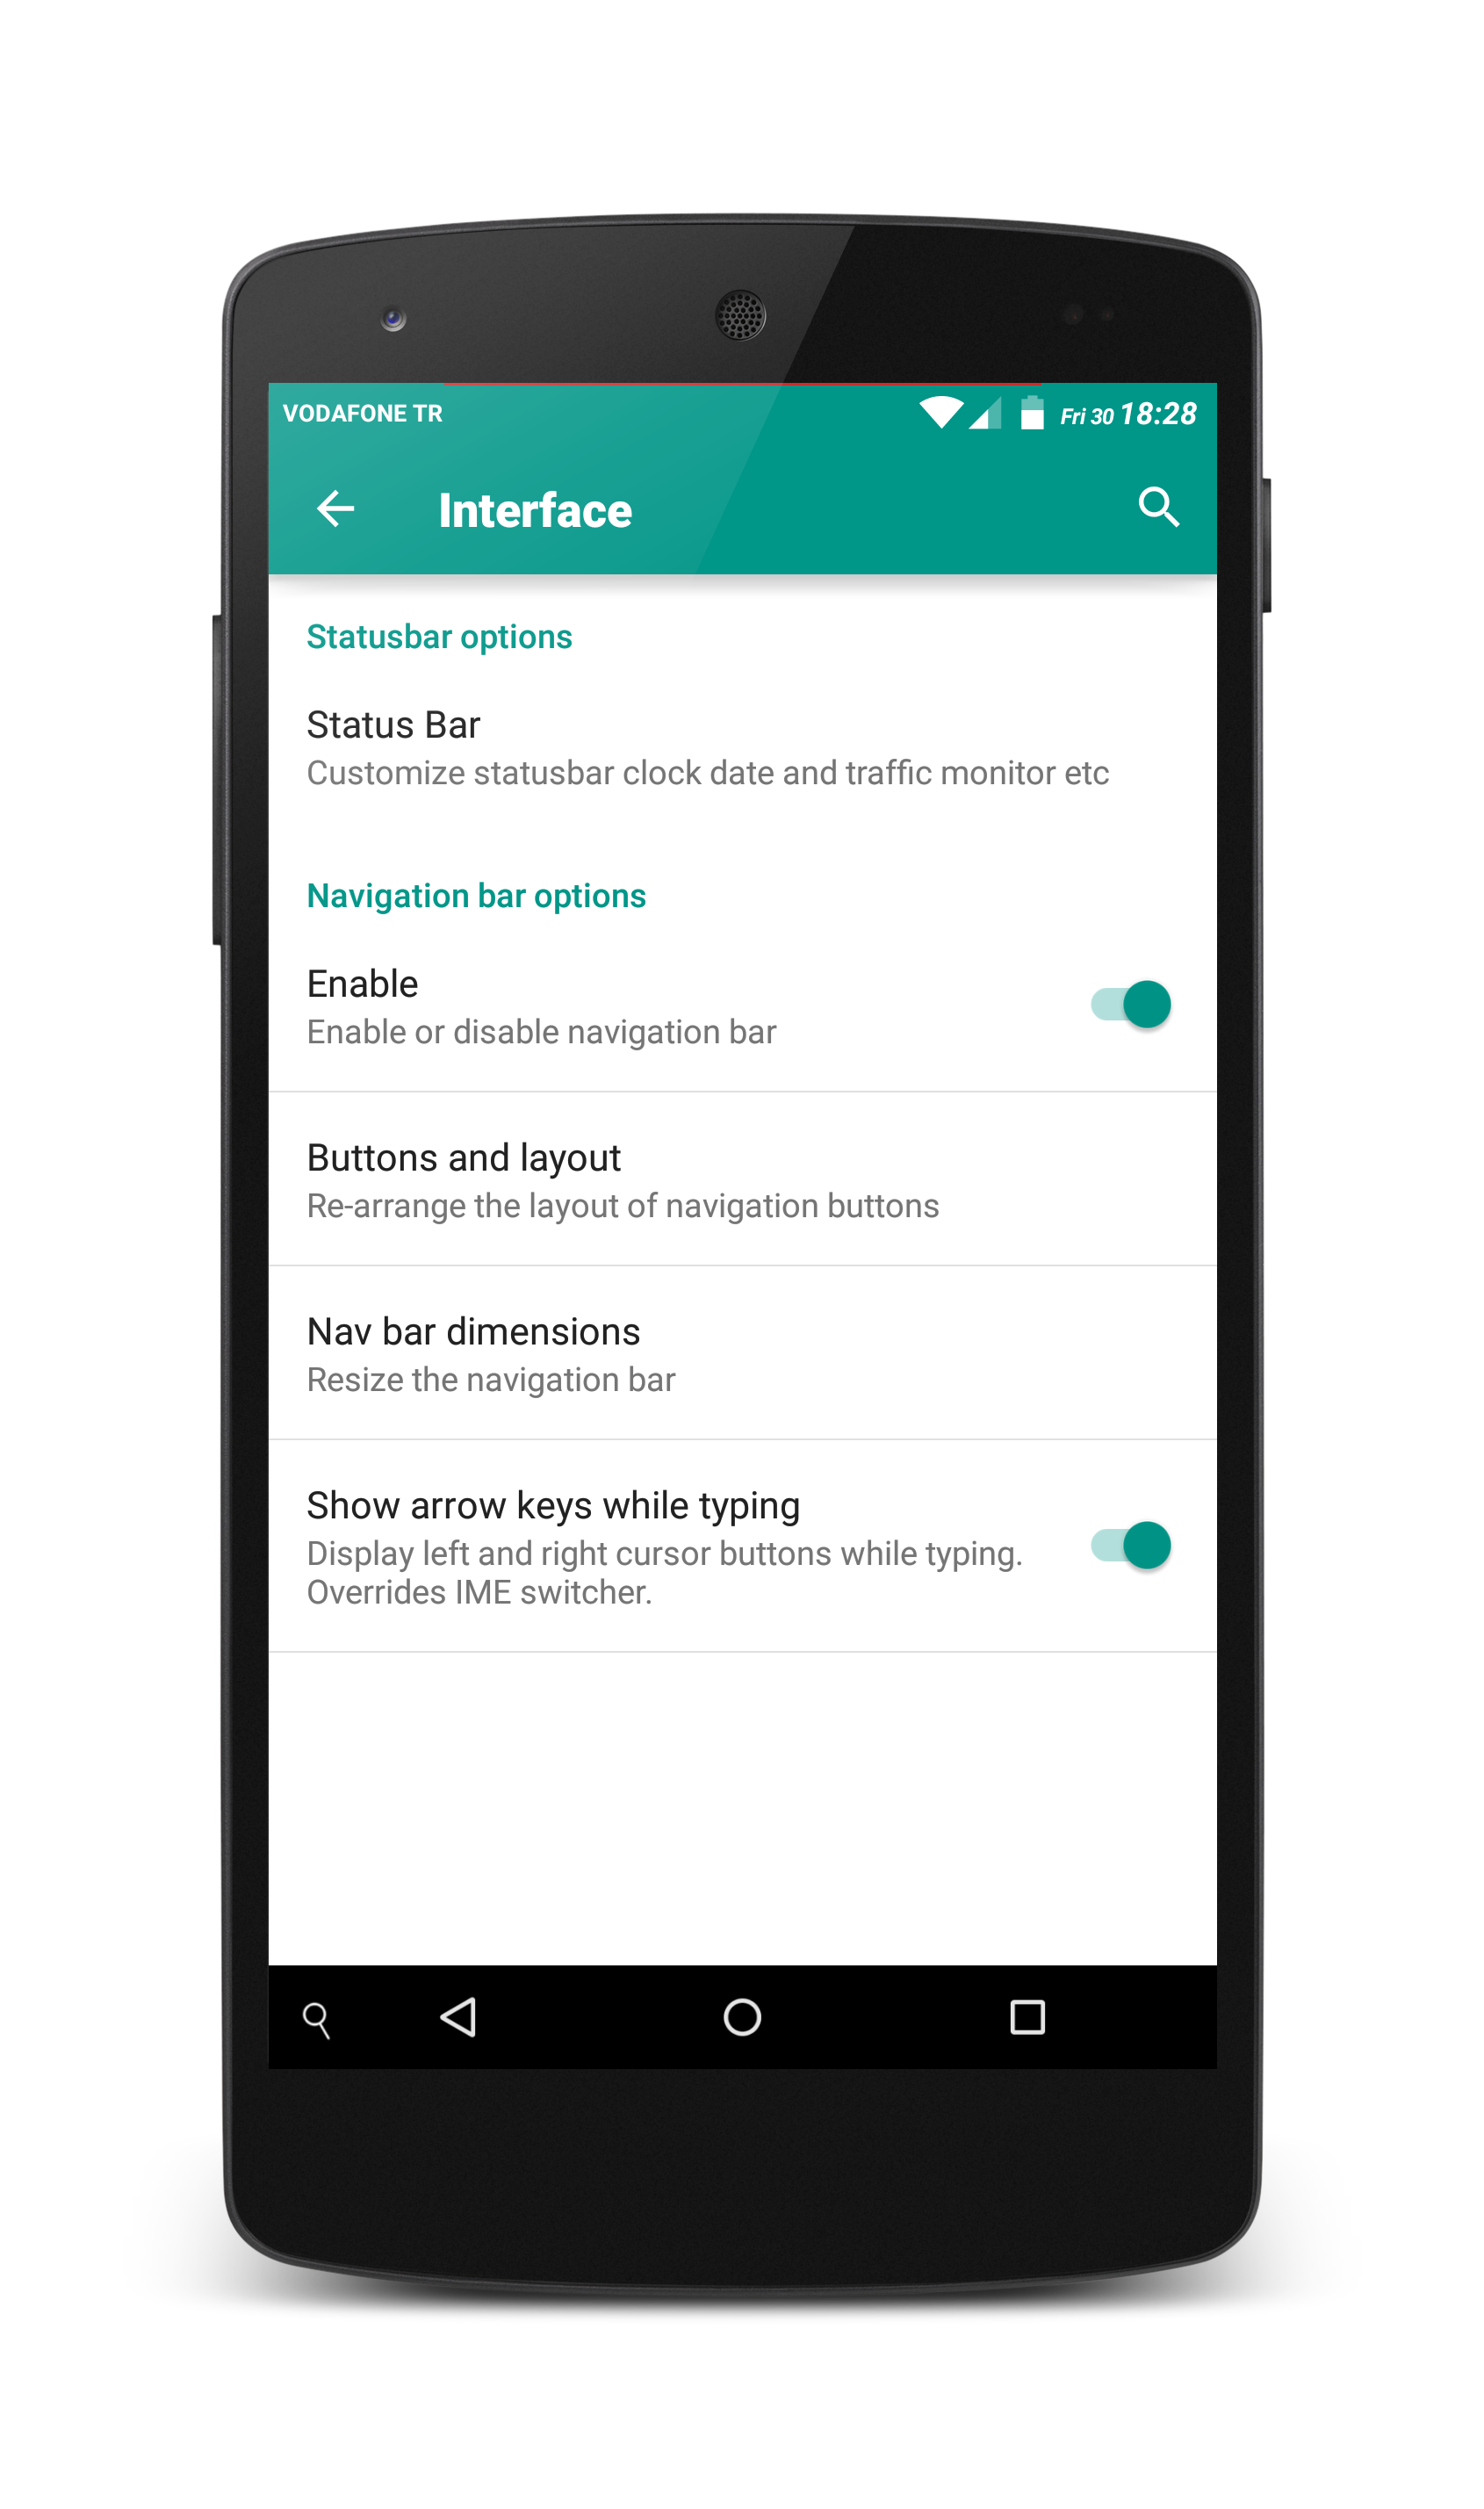 VODAFONE TR
Fri 30 18:28
Interface
Statusbar options
Status Bar
Customize statusbar clock date and traffic monitor etc
Navigation bar options
Enable
Enable or disable navigation bar
Buttons and layout
Re-arrange the layout of navigation buttons
Nav bar dimensions
Resize the navigation bar
Show arrow keys while typing
Display left and right cursor buttons while typing.
Overrides IME switcher.